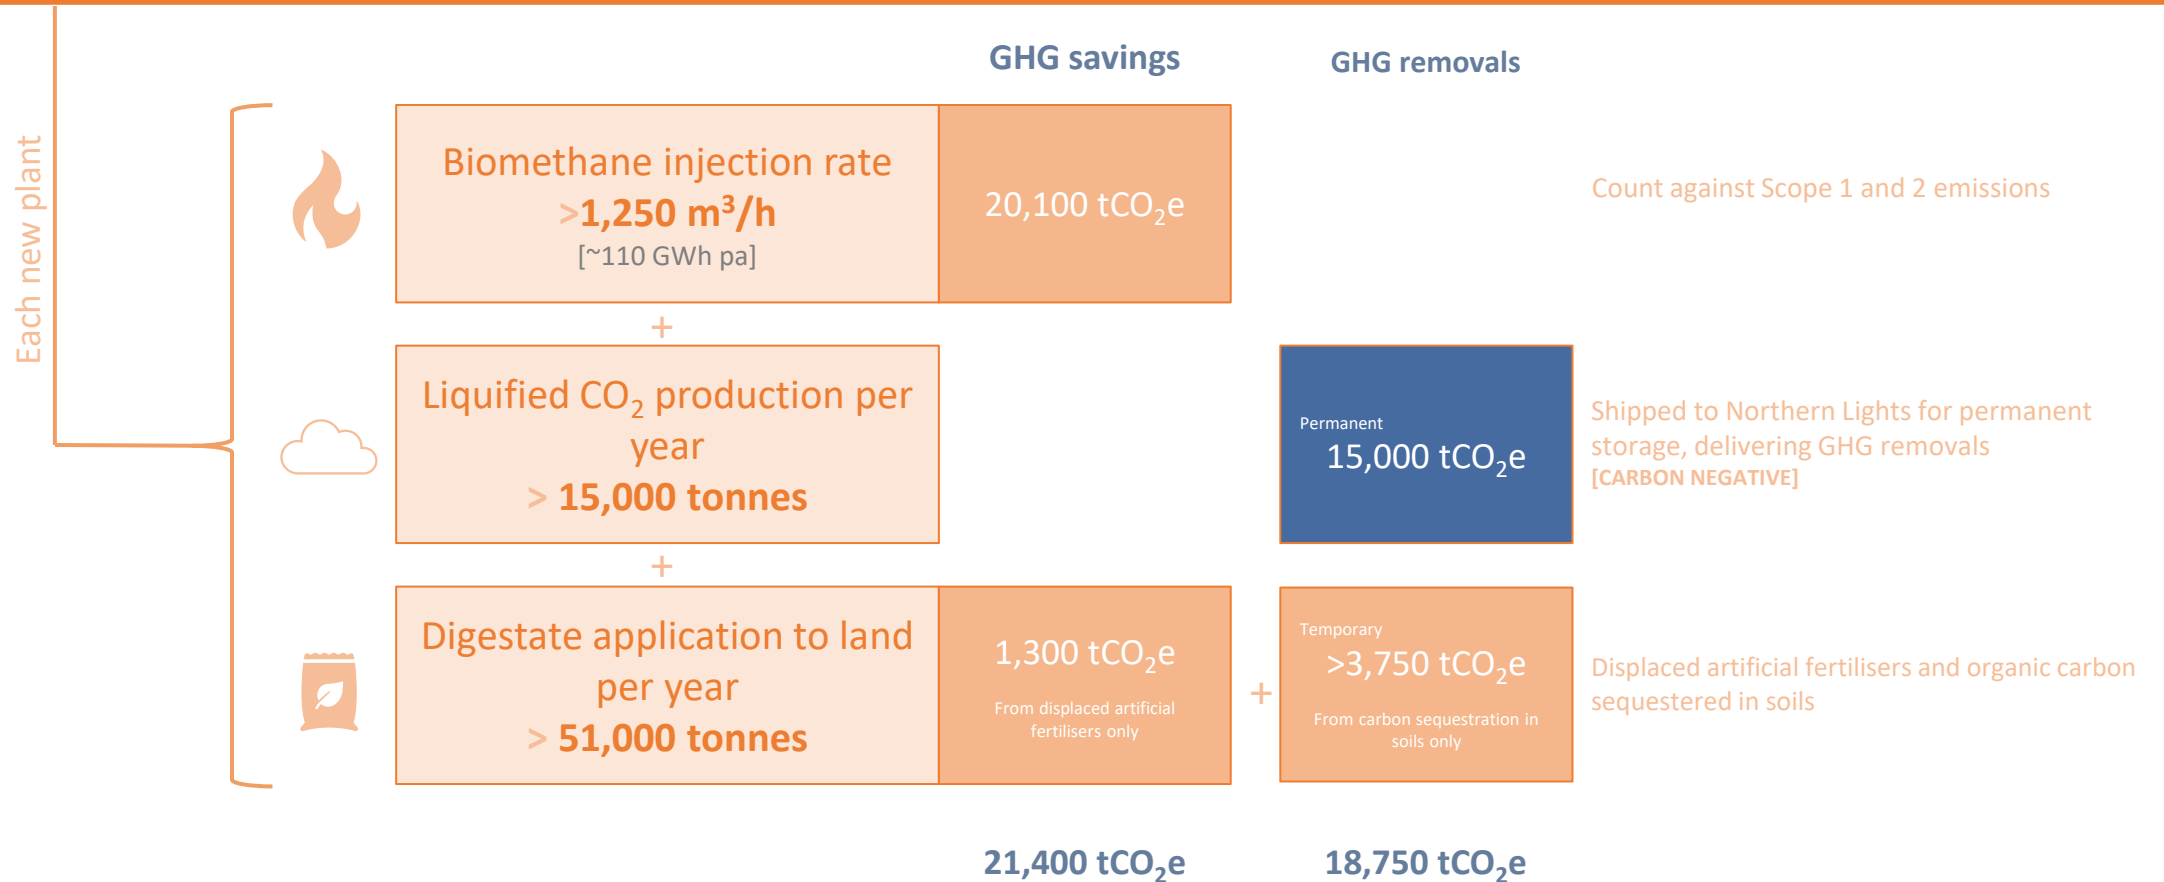 GHG savings
GHG removals
Each new plant
Biomethane injection rate
>1,250 m³/h
[~110 GWh pa]
20,100 tCO₂e
Count against Scope 1 and 2 emissions
+
Liquified CO₂ production per
year
> 15,000 tonnes
Permanent
15,000 tCO₂e
Shipped to Northern Lights for permanent
storage, delivering GHG removals
[CARBON NEGATIVE]
+
Digestate application to land
per year
> 51,000 tonnes
1,300 tCO₂e
From displaced artificial
fertilisers only
+
Temporary
>3,750 tCO₂e
From carbon sequestration in
soils only
Displaced artificial fertilisers and organic carbon
sequestered in soils
21,400 tCO₂e
18,750 tCO₂e